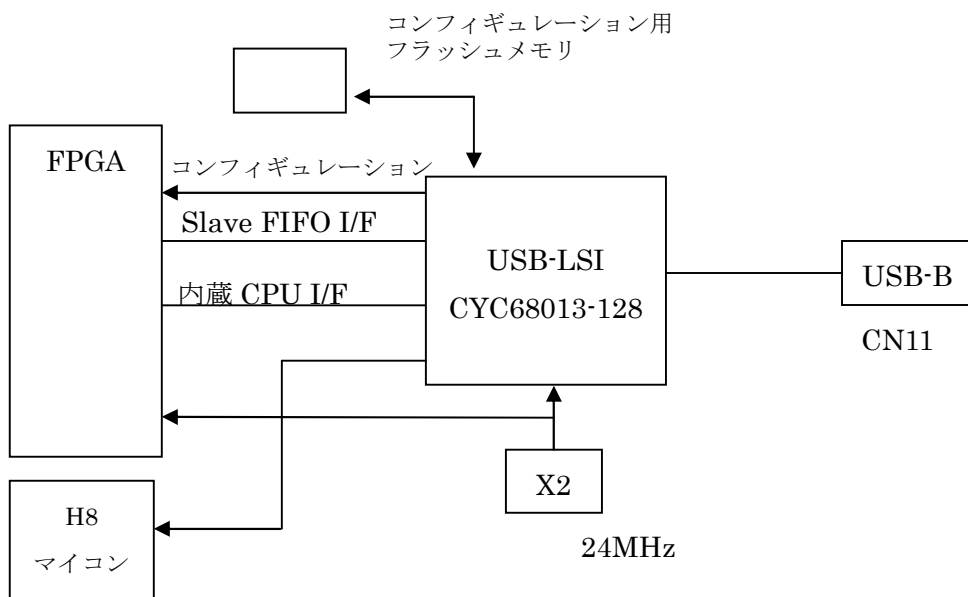 コンフィギュレーション用
フラッシュメモリ
FPGA
コンフィギュレーション
Slave FIFO I/F
内蔵 CPU I/F
USB-LSI
CYC68013-128
USB-B
CN11
X2
24MHz
H8
マイコン